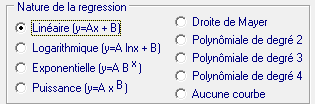 Nature de la regression
Linéaire (y=Ax + B)
Logarithmique (y=A lnx + B)
Exponentielle (y=A B ˣ)
Puissance (y=A x ᴮ)
Droite de Mayer
Polynômiale de degré 2
Polynômiale de degré 3
Polynômiale de degré 4
Aucune courbe